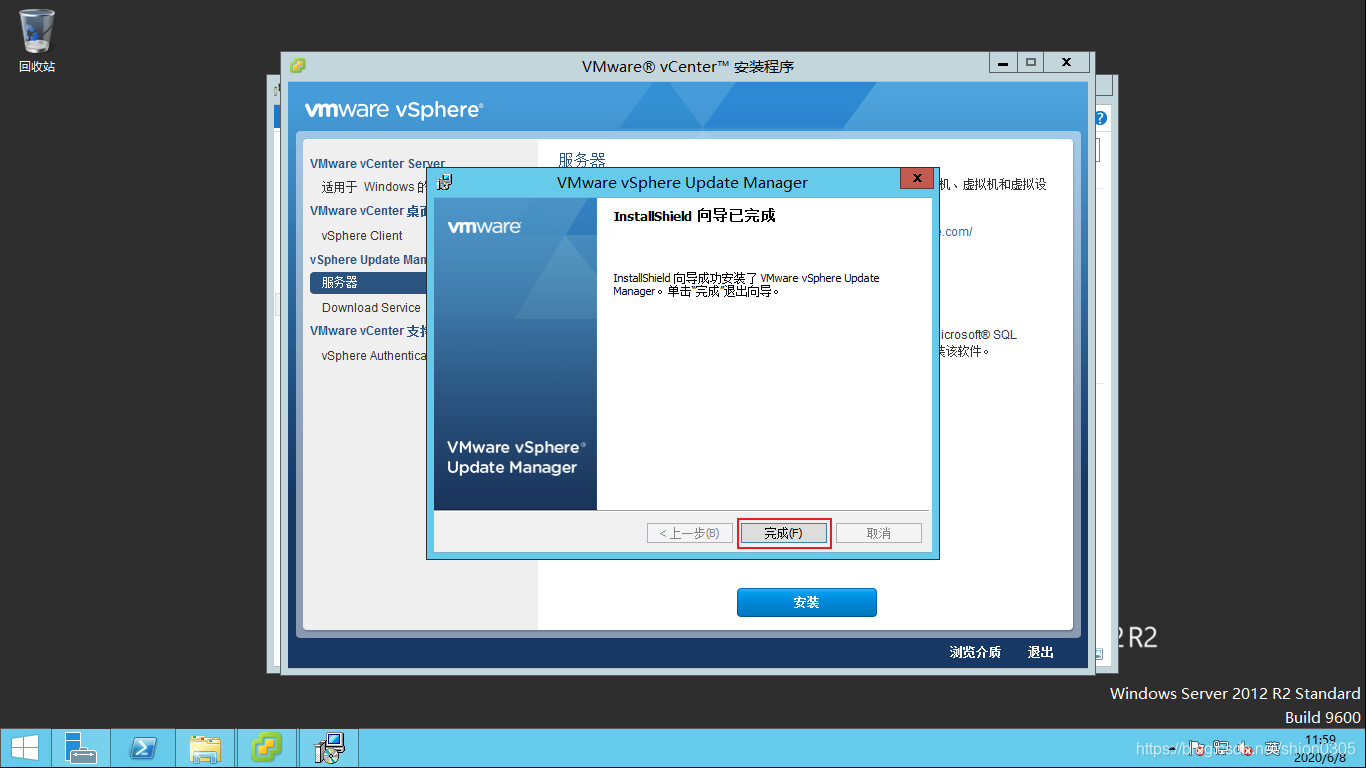 回收站
VMware® vCenter™ 安装程序
vmware vSphere®
VMware vCenter Server
适用于 Windows 的
VMware vCenter 桌面
vSphere Client
vSphere Update Man
服务器
Download Service
VMware vCenter 支持
vSphere Authentica
服务器
机、虚拟机和虚拟设
e.com/
icrosoft® SQL
装该软件。
VMware vSphere Update Manager
vmware
InstallShield 向导已完成
InstallShield 向导成功安装了 VMware vSphere Update
Manager。单击"完成"退出向导。
VMware vSphere®
Update Manager
< 上一步(B)
完成(F)
取消
安装
浏览介质
退出
2 R2
Windows Server 2012 R2 Standard
Build 9600
英
11:59
2020/6/8
https://blog.csdn.net/shion0305